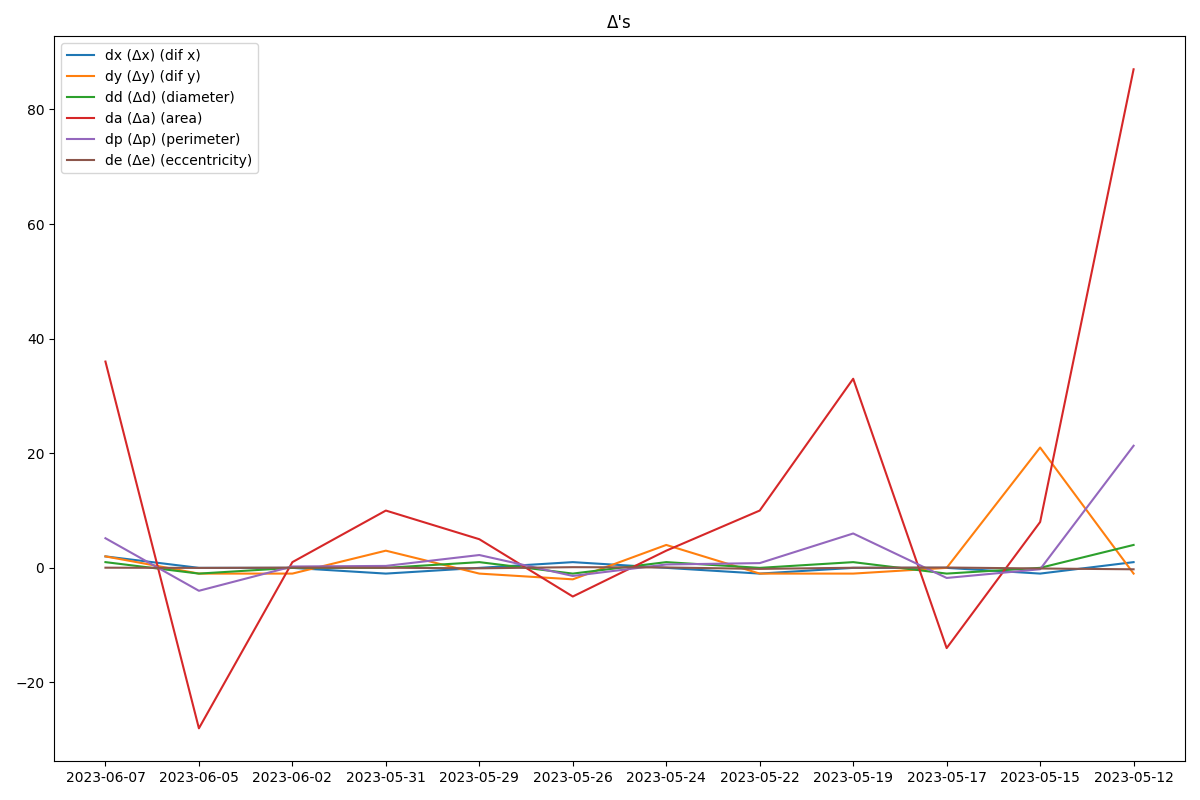 Δ's
dx (Δx) (dif x)
dy (Δy) (dif y)
dd (Δd) (diameter)
da (Δa) (area)
dp (Δp) (perimeter)
de (Δe) (eccentricity)
80
60
40
20
0
−20
2023-06-07 2023-06-05 2023-06-02 2023-05-31 2023-05-29 2023-05-26 2023-05-24 2023-05-22 2023-05-19 2023-05-17 2023-05-15 2023-05-12